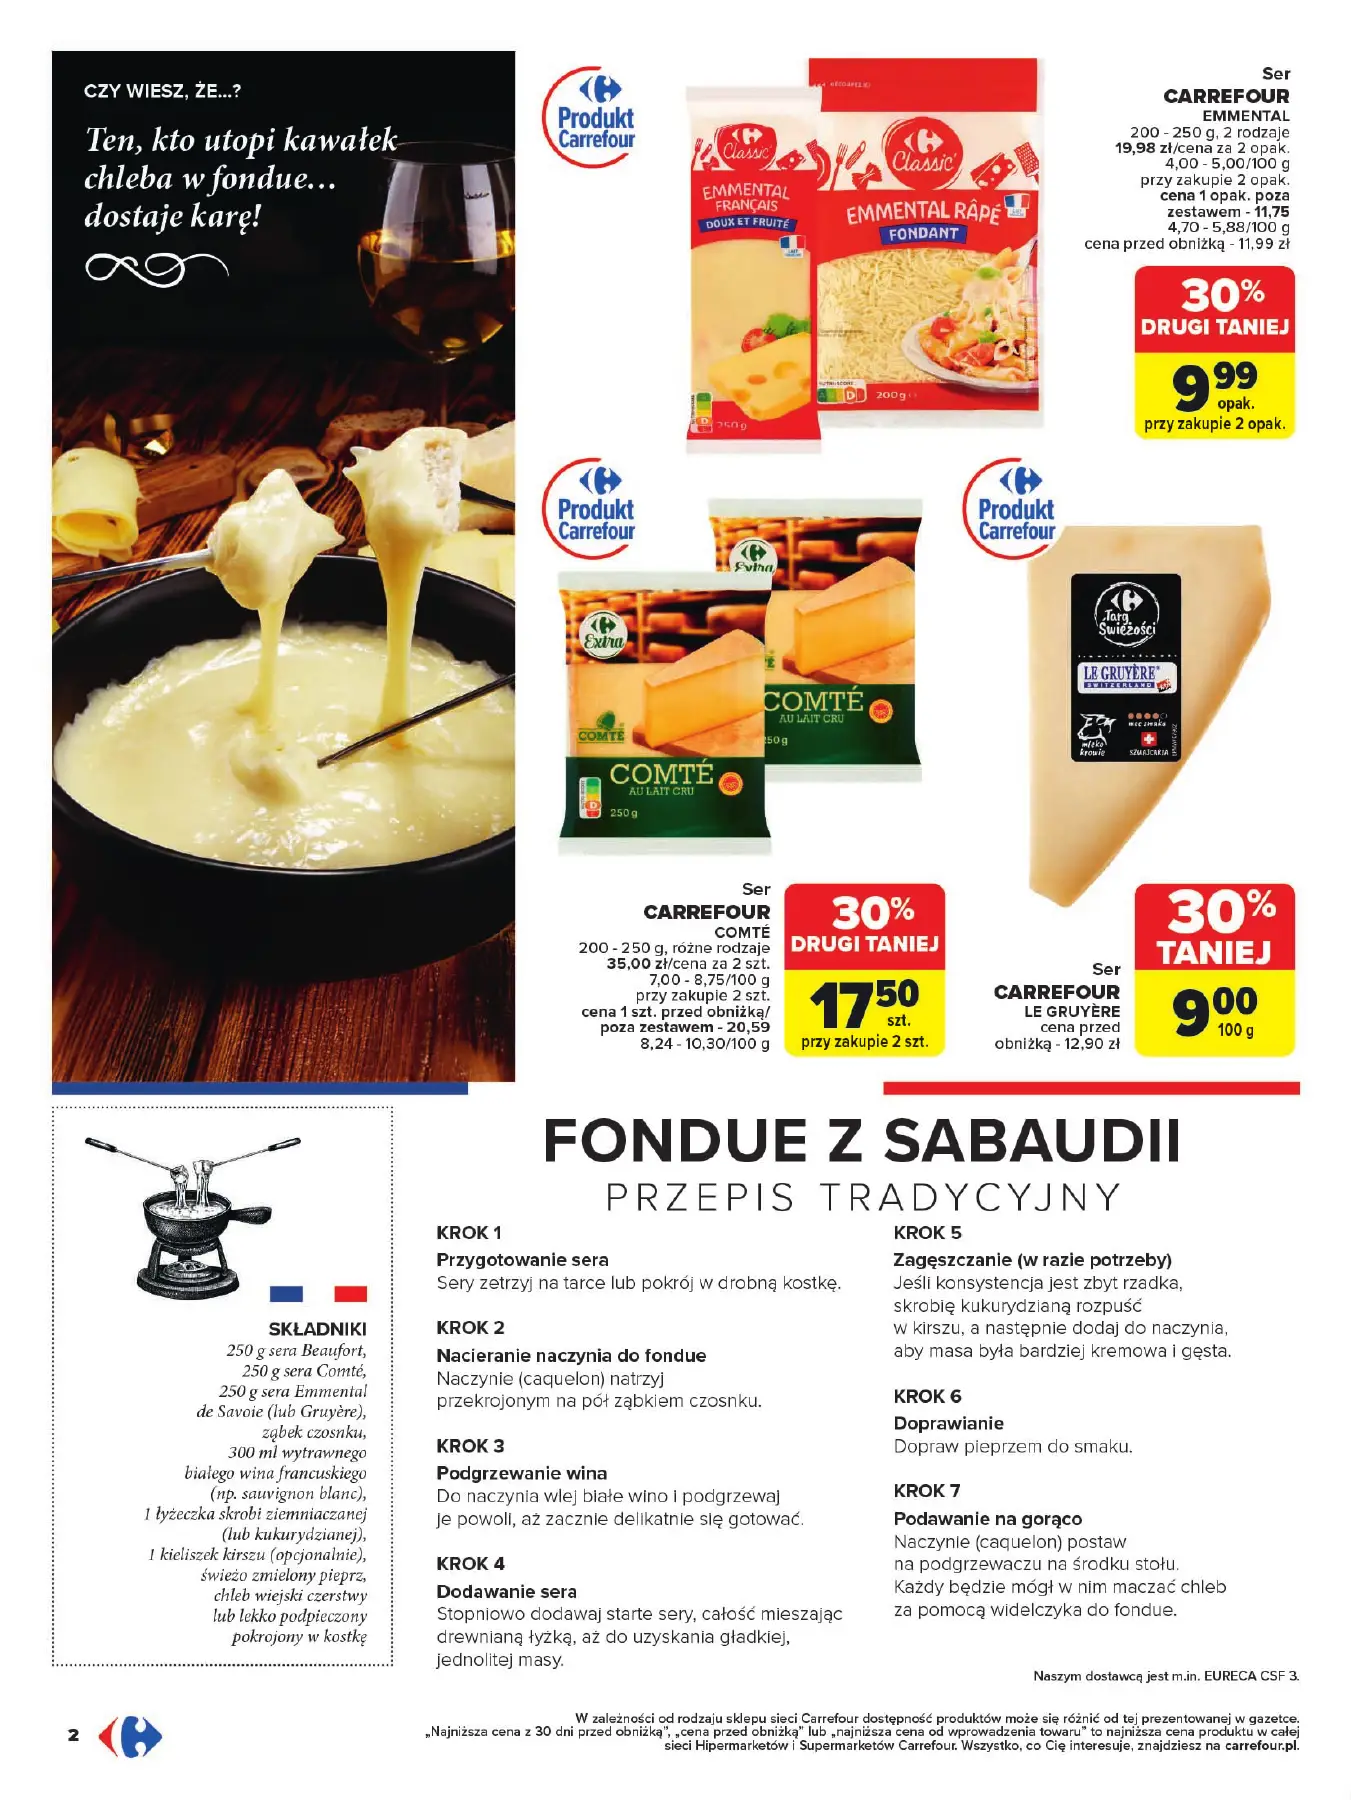 CZY WIESZ, ŻE...?
Ten, kto utopi kawałek
chleba w fondue...
dostaje karę!
Produkt
Carrefour
Classic'
EMMENTAL
FRANÇAIS
DOUX ET FRUITÉ
250g
Classic'
EMMENTAL RÂPÉ
FONDANT
NUTRI-SCORE
200g
Ser
CARREFOUR
EMMENTAL
200 - 250 g, 2 rodzaje
19,98 zł/cena za 2 opak.
4,00 - 5,00/100 g
przy zakupie 2 opak.
cena 1 opak. poza
zestawem - 11,75
4,70 - 5,88/100 g
cena przed obniżką - 11,99 zł
30%
DRUGI TANIEJ
9 99
opak.
przy zakupie 2 opak.
Produkt
Carrefour
Extra
COMTÉ
AU LAIT CRU
250g
Extra
COMTÉ
COMTÉ
AU LAIT CRU
250g
Ser
CARREFOUR
COMTÉ
200 - 250 g, różne rodzaje
35,00 zł/cena za 2 szt.
7,00 - 8,75/100 g
przy zakupie 2 szt.
cena 1 szt. przed obniżką/
poza zestawem - 20,59
8,24 - 10,30/100 g
30%
DRUGI TANIEJ
17 50
szt.
przy zakupie 2 szt.
Produkt
Carrefour
Targ
Świeżości
LE GRUYÈRE
SWITZERLAND
moc smaku
mleko
krowie
SZWAJCARIA
Ser
CARREFOUR
LE GRUYÈRE
cena przed
obniżką - 12,90 zł
30%
TANIEJ
9 00
100 g
FONDUE Z SABAUDII
PRZEPIS TRADYCYJNY
SKŁADNIKI
250 g sera Beaufort,
250 g sera Comté,
250 g sera Emmental
de Savoie (lub Gruyère),
ząbek czosnku,
300 ml wytrawnego
białego wina francuskiego
(np. sauvignon blanc),
1 łyżeczka skrobi ziemniaczanej
(lub kukurydzianej),
1 kieliszek kirszu (opcjonalnie),
świeżo zmielony pieprz,
chleb wiejski czerstwy
lub lekko podpieczony
pokrojony w kostkę
KROK 1
Przygotowanie sera
Sery zetrzyj na tarce lub pokrój w drobną kostkę.
KROK 2
Nacieranie naczynia do fondue
Naczynie (caquelon) natrzyj
przekrojonym na pół ząbkiem czosnku.
KROK 3
Podgrzewanie wina
Do naczynia wlej białe wino i podgrzewaj
je powoli, aż zacznie delikatnie się gotować.
KROK 4
Dodawanie sera
Stopniowo dodawaj starte sery, całość mieszając
drewnianą łyżką, aż do uzyskania gładkiej,
jednolitej masy.
KROK 5
Zagęszczanie (w razie potrzeby)
Jeśli konsystencja jest zbyt rzadka,
skrobię kukurydzianą rozpuść
w kirszu, a następnie dodaj do naczynia,
aby masa była bardziej kremowa i gęsta.
KROK 6
Doprawianie
Dopraw pieprzem do smaku.
KROK 7
Podawanie na gorąco
Naczynie (caquelon) postaw
na podgrzewaczu na środku stołu.
Każdy będzie mógł w nim maczać chleb
za pomocą widelczyka do fondue.
Naszym dostawcą jest m.in. EURECA CSF 3.
W zależności od rodzaju sklepu sieci Carrefour dostępność produktów może się różnić od tej prezentowanej w gazetce.
„Najniższa cena z 30 dni przed obniżką”, „cena przed obniżką” lub „najniższa cena od wprowadzenia towaru” to najniższa cena produktu w całej
sieci Hipermarketów i Supermarketów Carrefour. Wszystko, co Cię interesuje, znajdziesz na carrefour.pl.
2